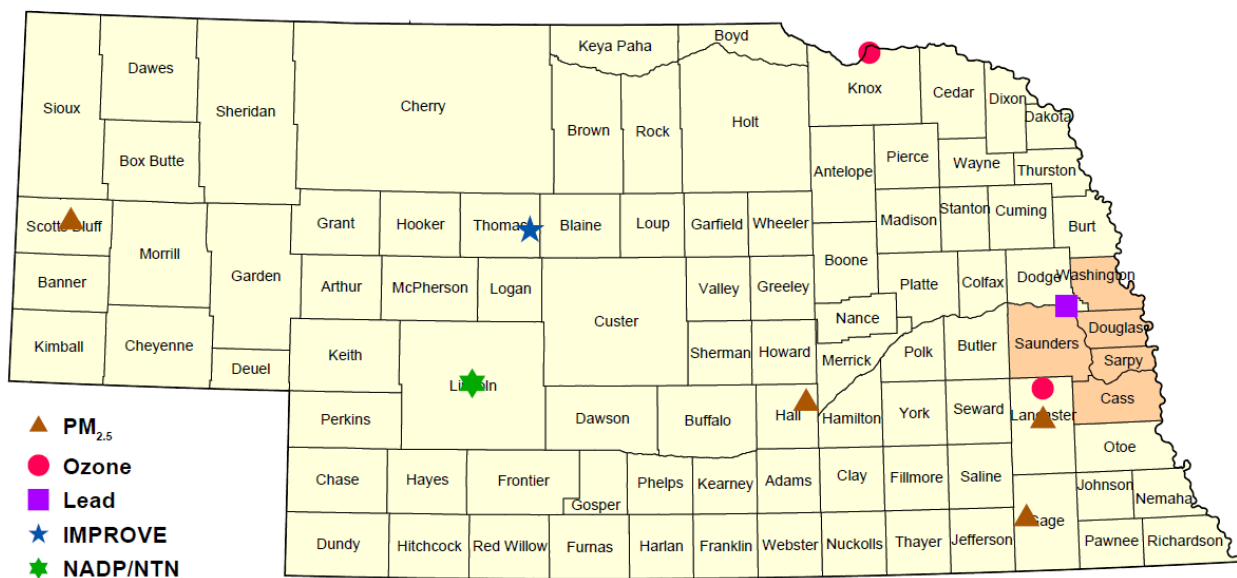 Keya Paha Boyd
Dawes Knox Cedar Dixon
Sioux Sheridan Cherry Dakota
Brown Rock Holt
Box Butte Pierce Wayne Thurston
Antelope
Scotts Bluff Grant Hooker Thomas Blaine Loup Garfield Wheeler Madison Stanton Cuming Burt
Morrill Garden Boone
Banner Arthur McPherson Logan Valley Greeley Platte Colfax Dodge Washington
Custer Nance
Kimball Cheyenne Keith Sherman Howard Merrick Polk Butler Saunders Douglas
Deuel Lincoln Sarpy
Perkins Dawson Buffalo Hall Hamilton York Seward Lancaster Cass
Otoe
Chase Hayes Frontier Gosper Phelps Kearney Adams Clay Fillmore Saline Johnson Nemaha
Dundy Hitchcock Red Willow Furnas Harlan Franklin Webster Nuckolls Thayer Jefferson Gage Pawnee Richardson
PM2.5
Ozone
Lead
IMPROVE
NADP/NTN